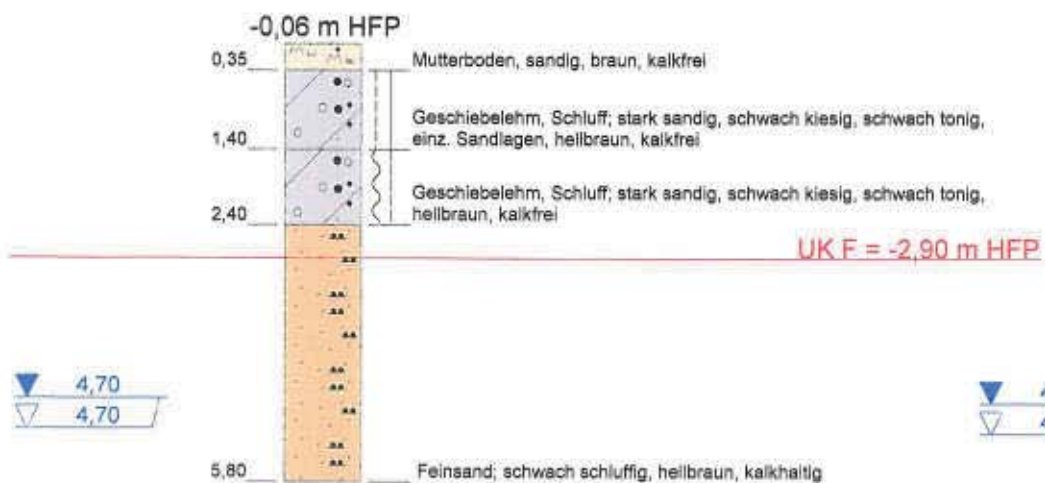 -0,06 m HFP
0,35
Mutterboden, sandig, braun, kalkfrei
Geschiebelehm, Schluff; stark sandig, schwach kiesig, schwach tonig,
1,40
einz. Sandlagen, hellbraun, kalkfrei
Geschiebelehm, Schluff; stark sandig, schwach kiesig, schwach tonig,
2,40
hellbraun, kalkfrei
UK F = -2,90 m HFP
4,70
4,70
5,80
Feinsand; schwach schluffig, hellbraun, kalkhaltig